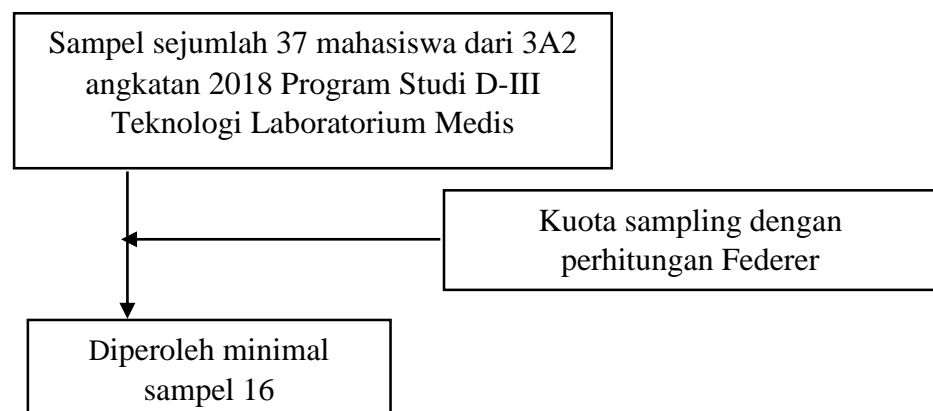 Sampel sejumlah 37 mahasiswa dari 3A2
angkatan 2018 Program Studi D-III
Teknologi Laboratorium Medis
Kuota sampling dengan
perhitungan Federer
Diperoleh minimal
sampel 16